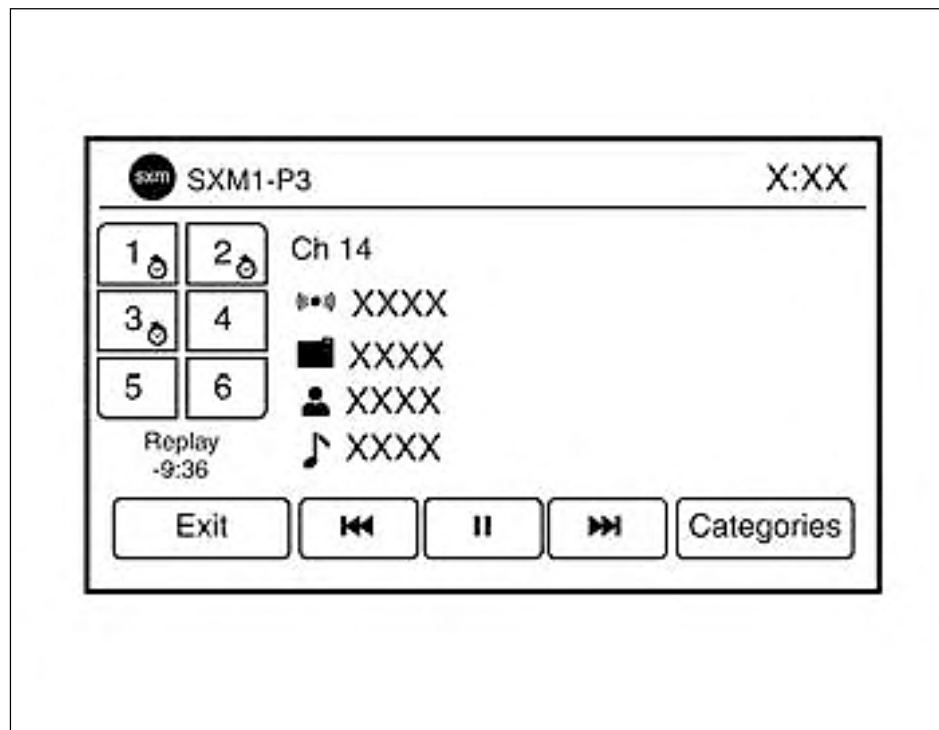 sxm SXM1-P3 X:XX
1 2
3 4
5 6
Ch 14
XXXX
XXXX
XXXX
XXXX
Replay
-9:36
Exit Categories